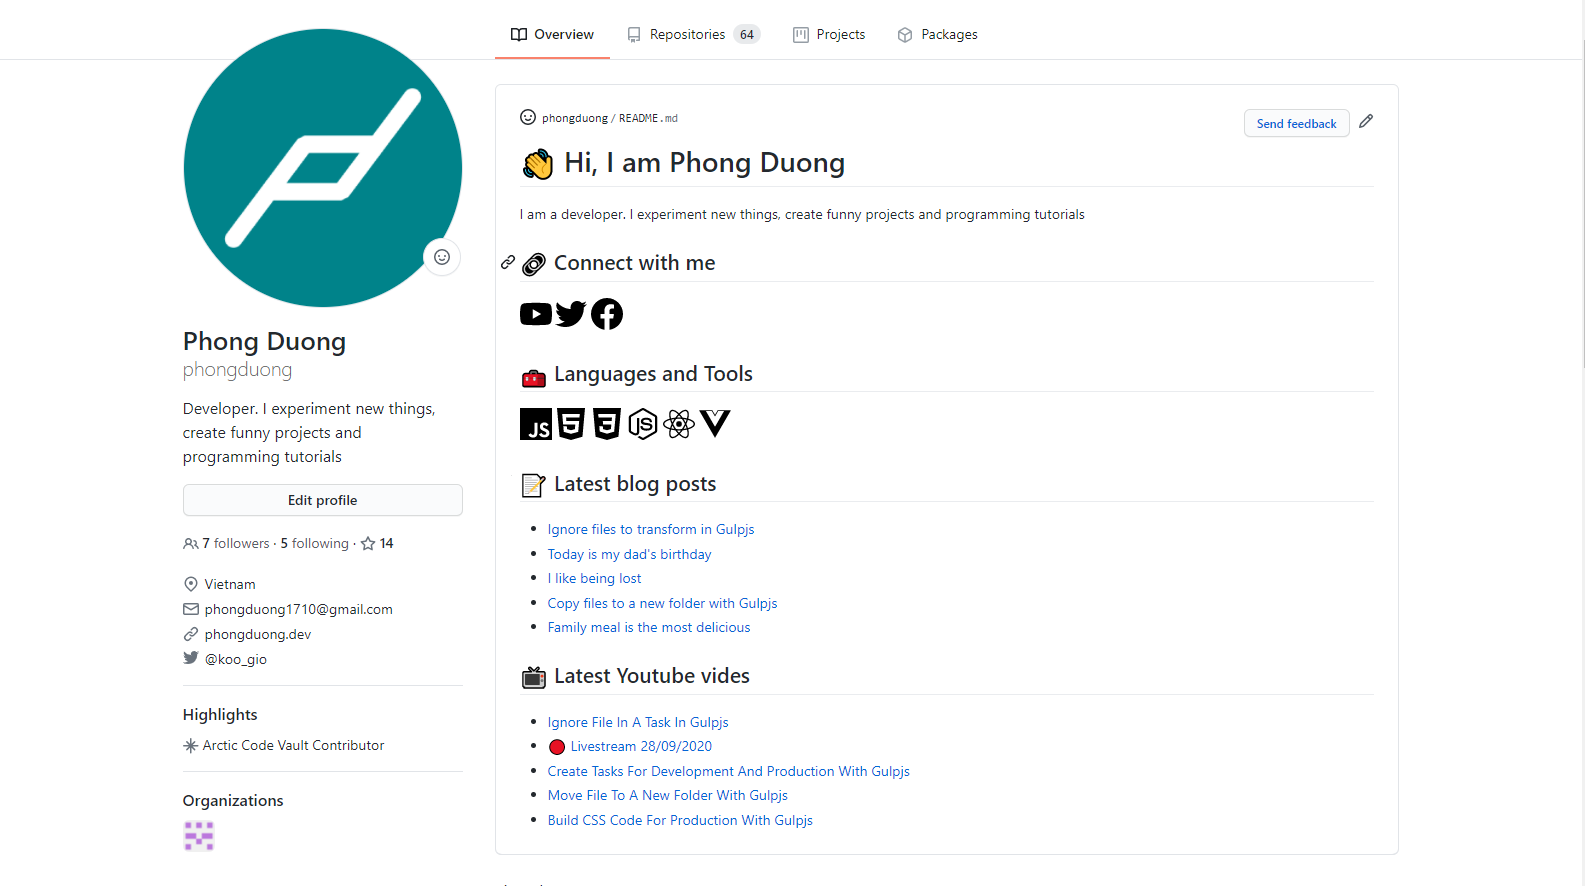 Overview Repositories 64 Projects Packages
phongduong / README.md
Send feedback
Hi, I am Phong Duong
I am a developer. I experiment new things, create funny projects and programming tutorials
Connect with me
Languages and Tools
JS 5 3 JS
Latest blog posts
Ignore files to transform in Gulpjs
Today is my dad's birthday
I like being lost
Copy files to a new folder with Gulpjs
Family meal is the most delicious
Latest Youtube vides
Ignore File In A Task In Gulpjs
Livestream 28/09/2020
Create Tasks For Development And Production With Gulpjs
Move File To A New Folder With Gulpjs
Build CSS Code For Production With Gulpjs
Phong Duong
phongduong
Developer. I experiment new things,
create funny projects and
programming tutorials
Edit profile
7 followers · 5 following · 14
Vietnam
phongduong1710@gmail.com
phongduong.dev
@koo_gio
Highlights
Arctic Code Vault Contributor
Organizations